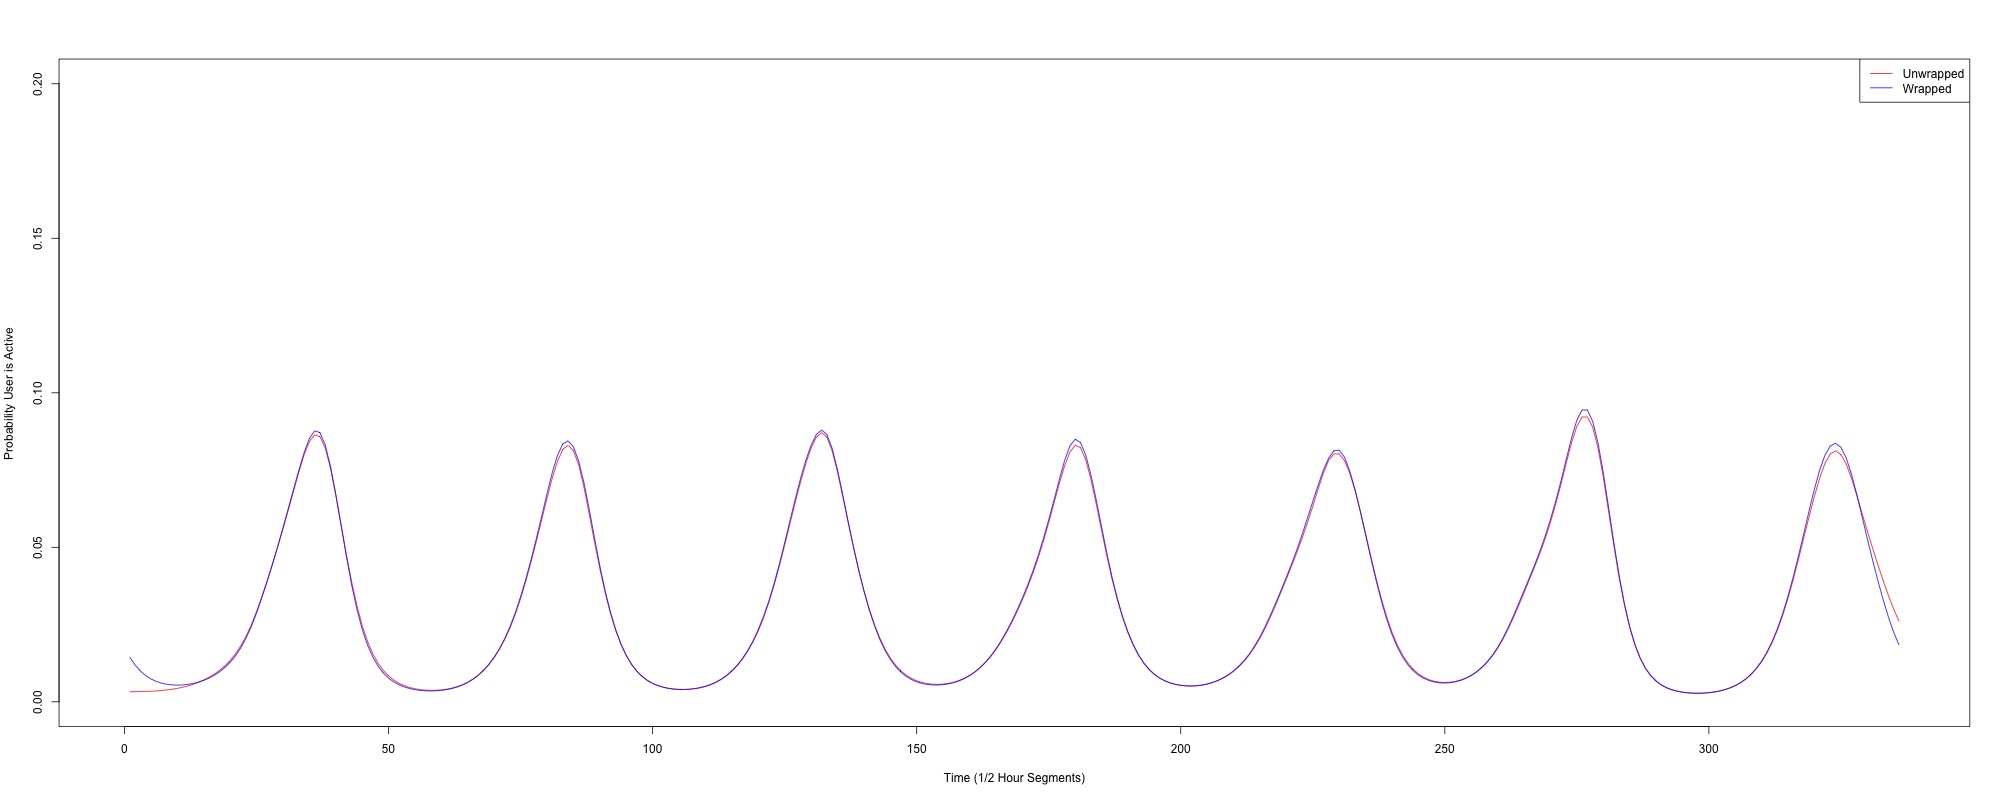 Unwrapped
Wrapped
Probability User is Active
0.20
0.15
0.10
0.05
0.00
0 50 100 150 200 250 300
Time (1/2 Hour Segments)